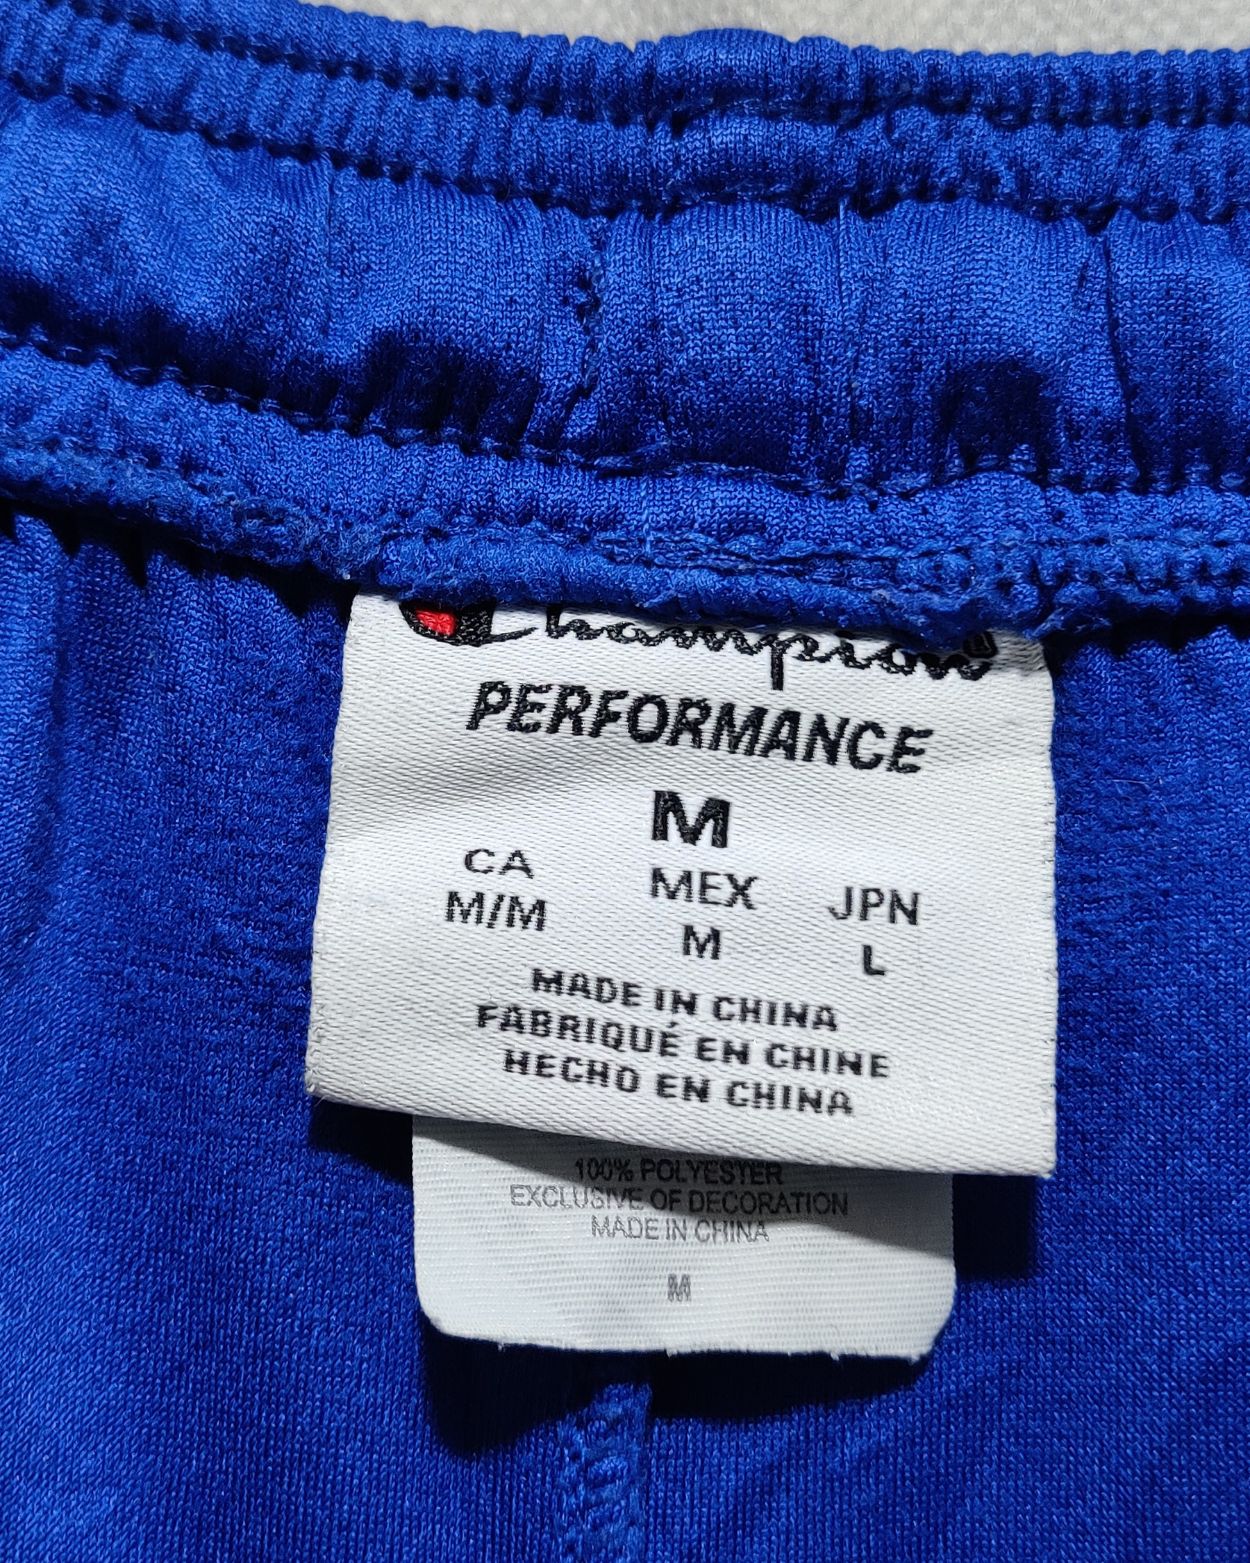 Champion
PERFORMANCE
M
CA MEX JPN
M/M M L
MADE IN CHINA
FABRIQUÉ EN CHINE
HECHO EN CHINA
100% POLYESTER
EXCLUSIVE OF DECORATION
MADE IN CHINA
M